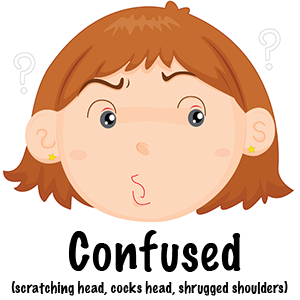 ? ?
Confused
(scratching head, cocks head, shrugged shoulders)